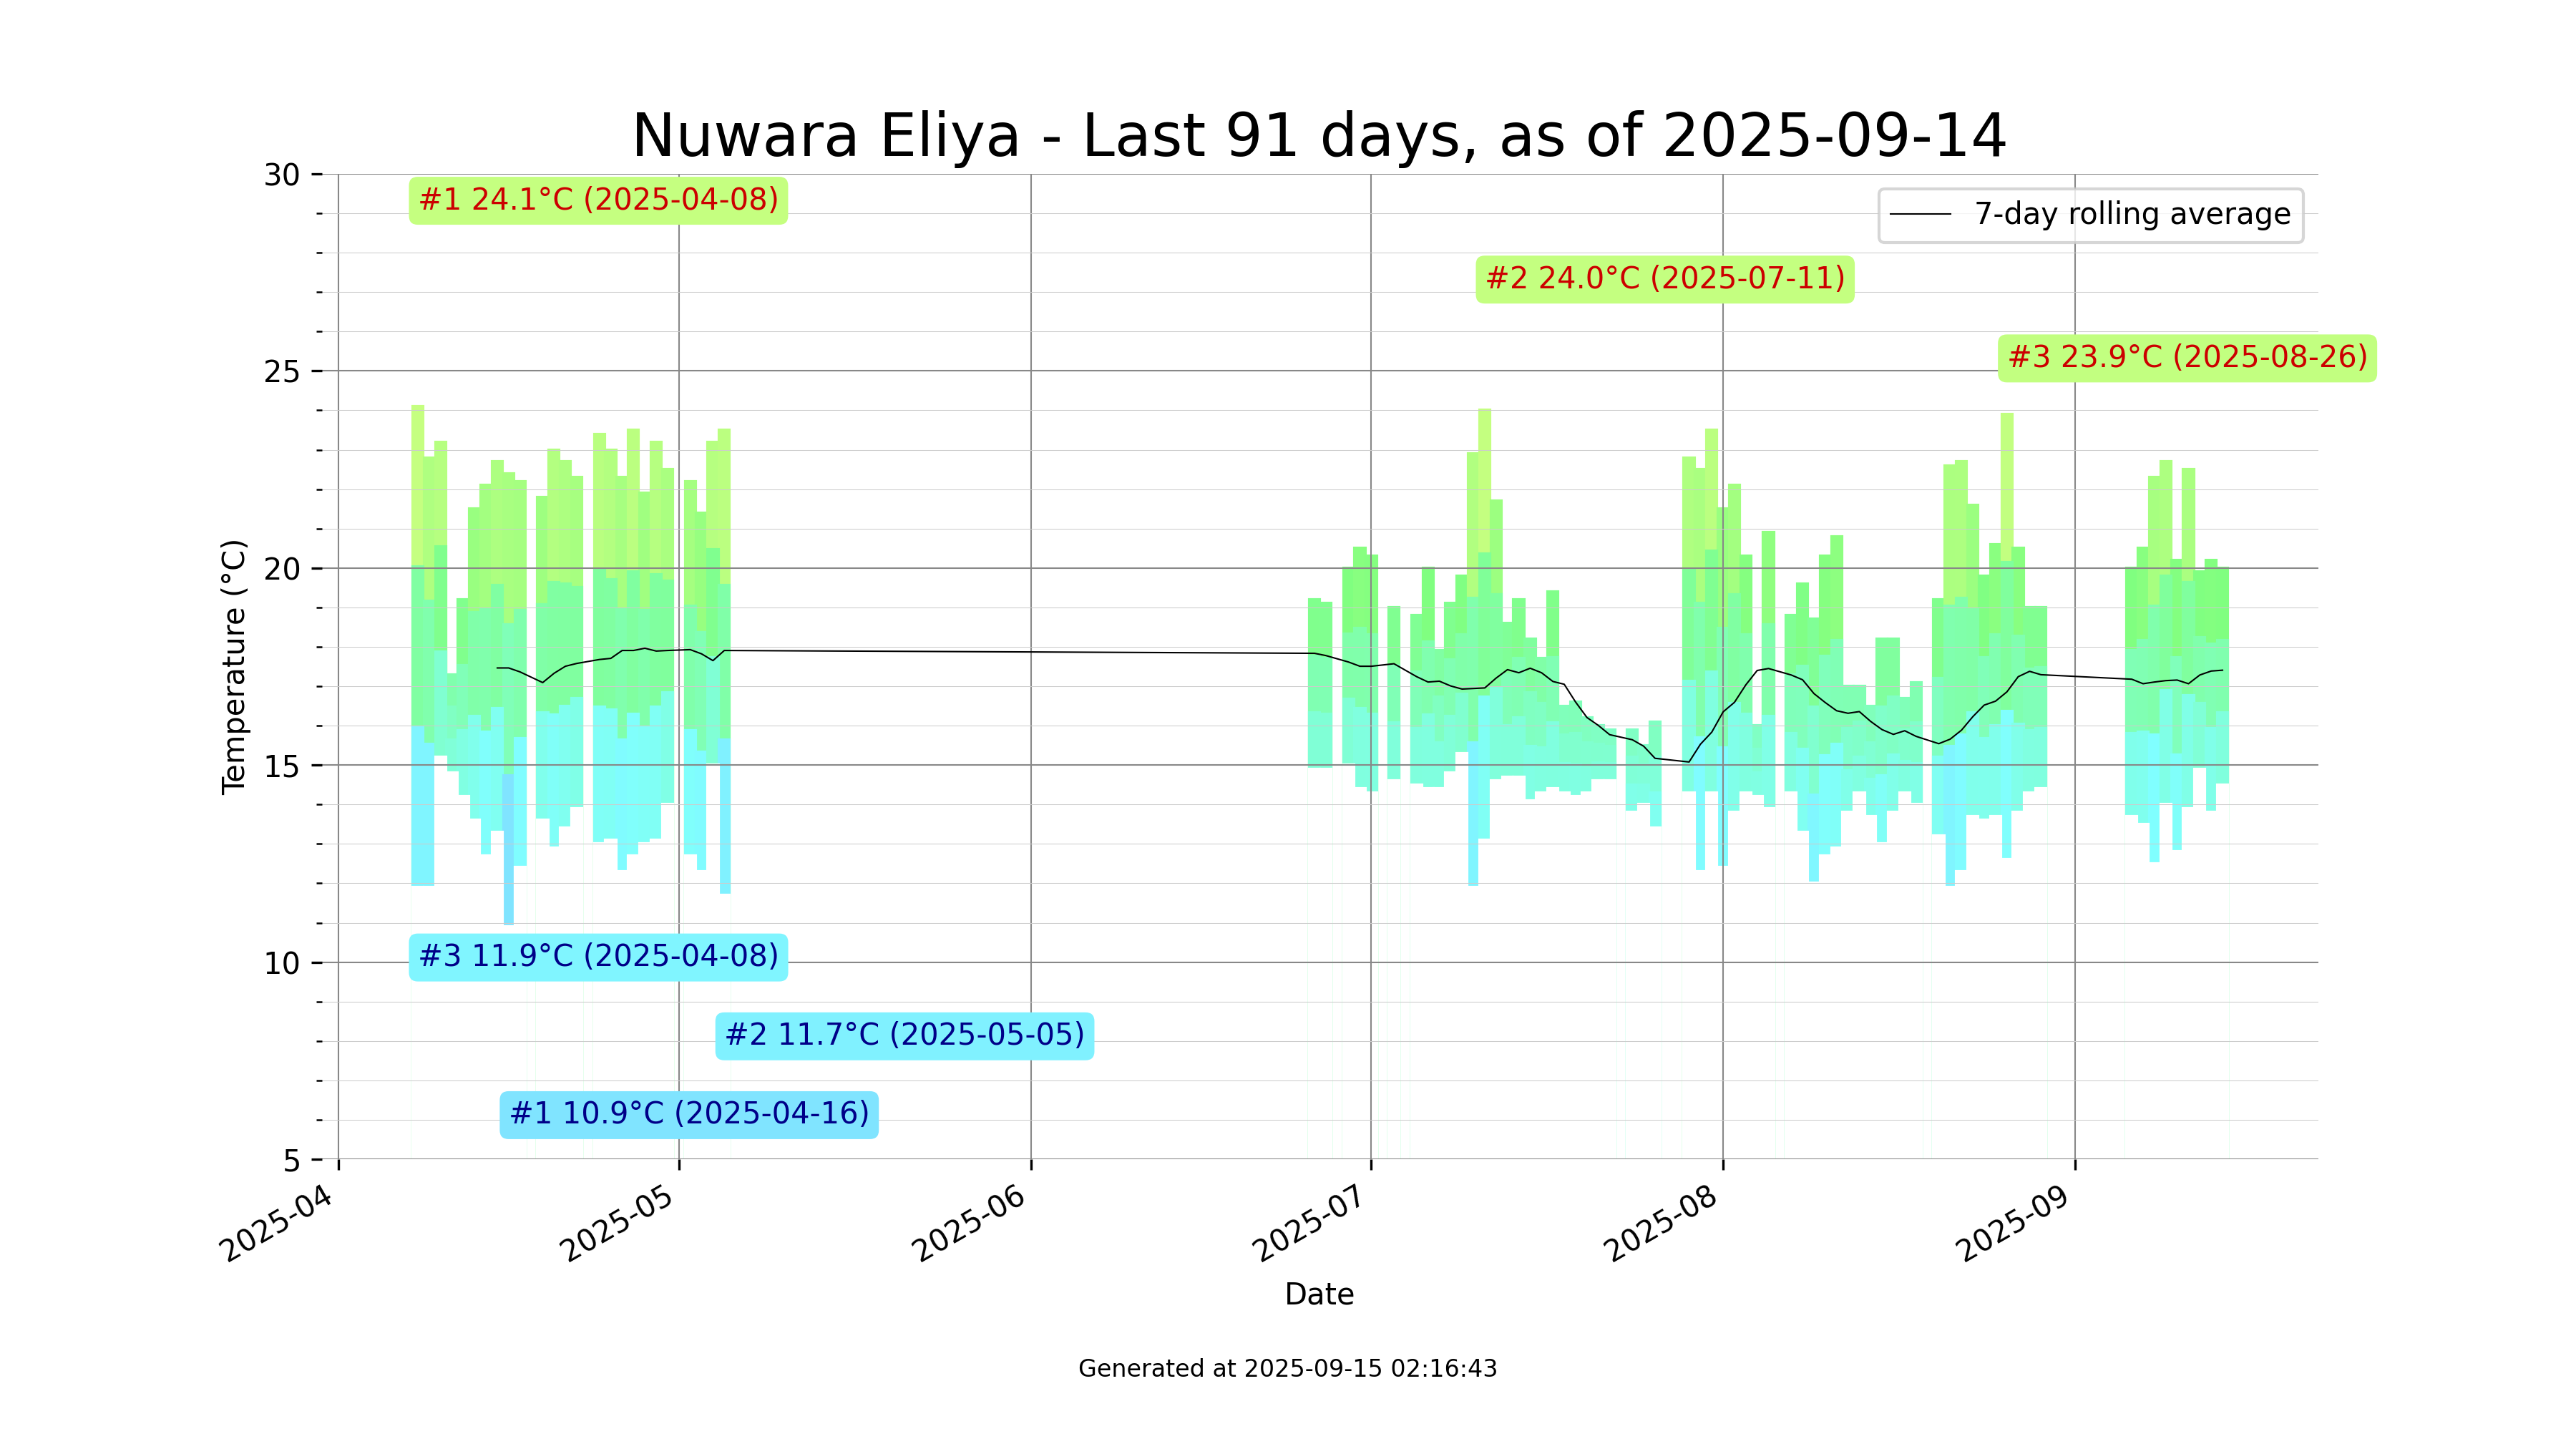 Nuwara Eliya - Last 91 days, as of 2025-09-14
30
#1 24.1°C (2025-04-08)
7-day rolling average
#2 24.0°C (2025-07-11)
#3 23.9°C (2025-08-26)
25
20
Temperature (°C)
15
#3 11.9°C (2025-04-08)
10
#2 11.7°C (2025-05-05)
#1 10.9°C (2025-04-16)
5
2025-04
2025-05
2025-06
2025-07
2025-08
2025-09
Date
Generated at 2025-09-15 02:16:43